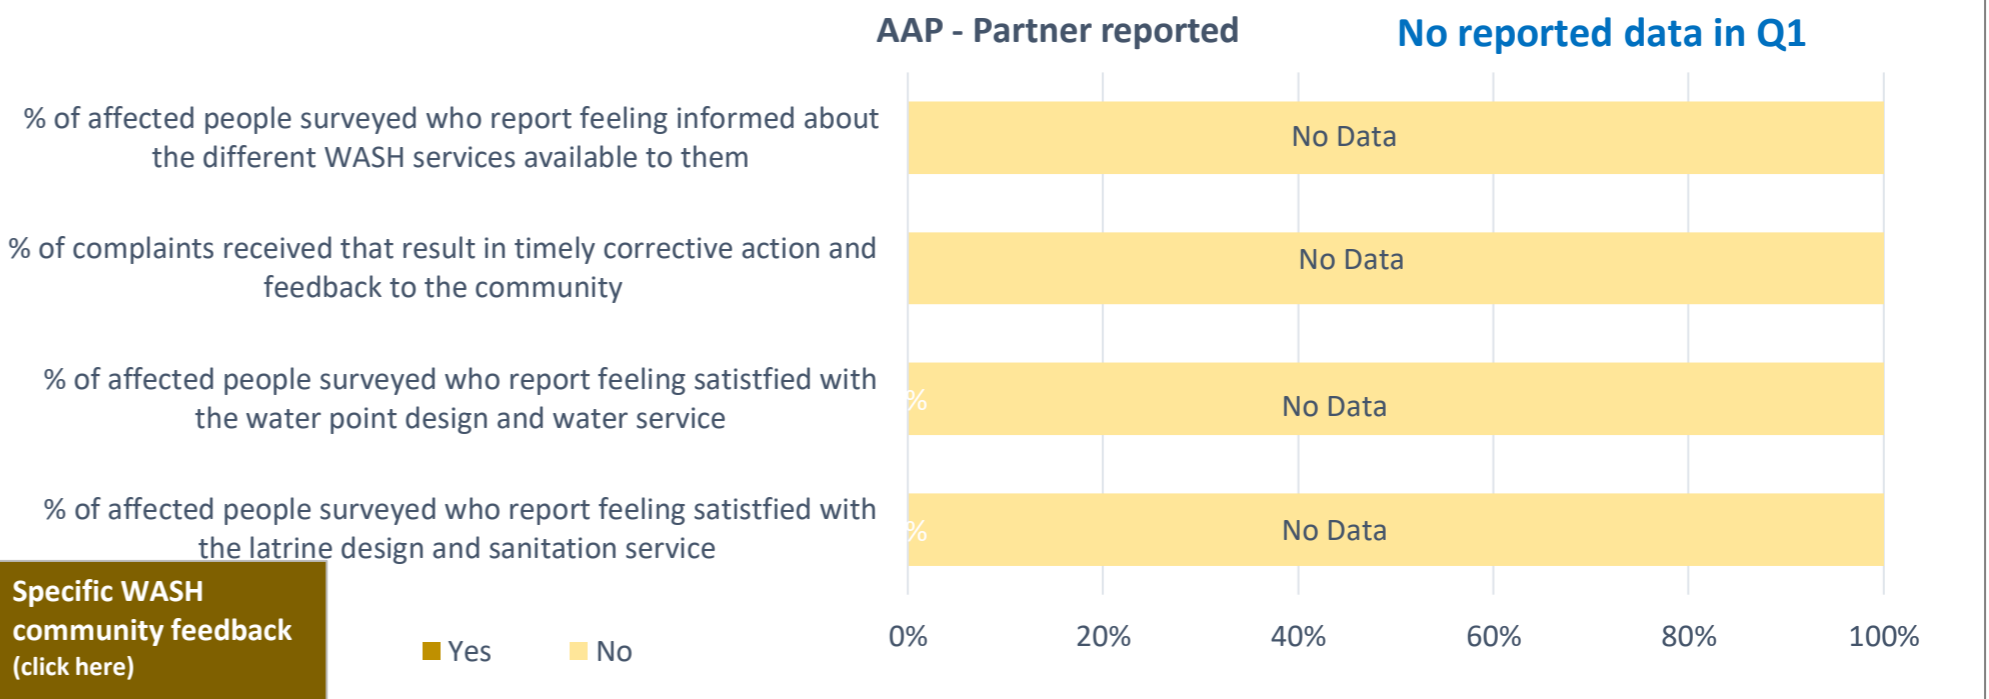 AAP - Partner reported
No reported data in Q1
% of affected people surveyed who report feeling informed about
the different WASH services available to them
No Data
% of complaints received that result in timely corrective action and
feedback to the community
No Data
% of affected people surveyed who report feeling satistfied with
the water point design and water service
%
No Data
% of affected people surveyed who report feeling satistfied with
the latrine design and sanitation service
%
No Data
0%
20%
40%
60%
80%
100%
Yes
No
Specific WASH
community feedback
(click here)